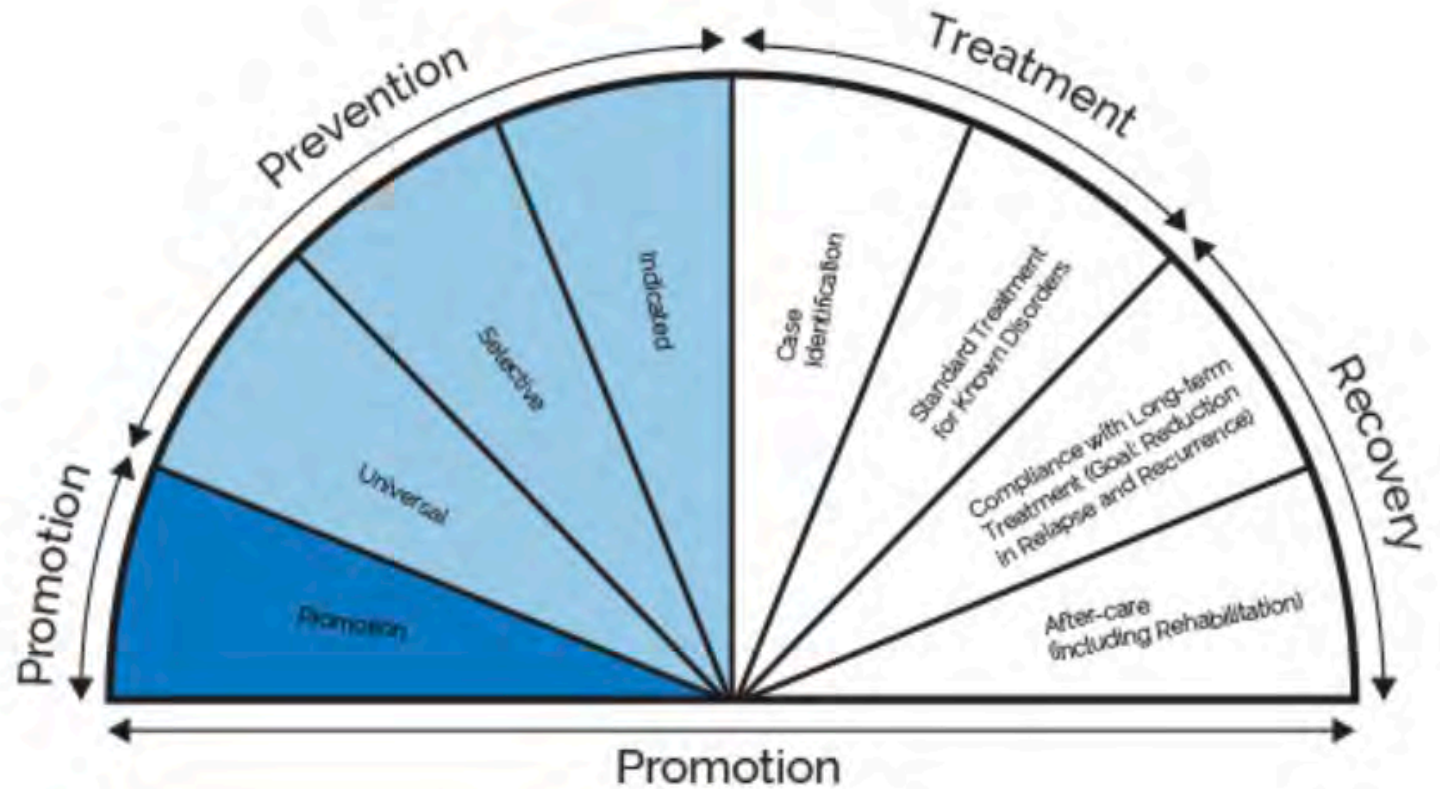 Prevention
Treatment
Promotion
Recovery
Promotion
Universal
Selective
Indicated
Case
Identification
Standard Treatment
for Known Disorders
Compliance with Long-term
Treatment (Goal: Reduction
in Relapse and Recurrence)
After-care
(including Rehabilitation)
Promotion